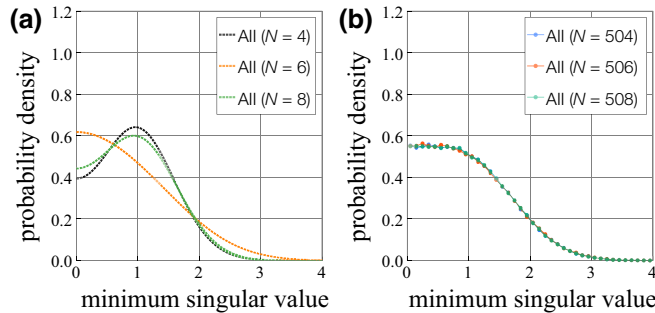 (a)
1.2
1.0
0.8
0.6
0.4
0.2
0.0
probability density
All (N = 4)
All (N = 6)
All (N = 8)
0 1 2 3 4
minimum singular value
(b)
1.2
1.0
0.8
0.6
0.4
0.2
0.0
probability density
All (N = 504)
All (N = 506)
All (N = 508)
0 1 2 3 4
minimum singular value